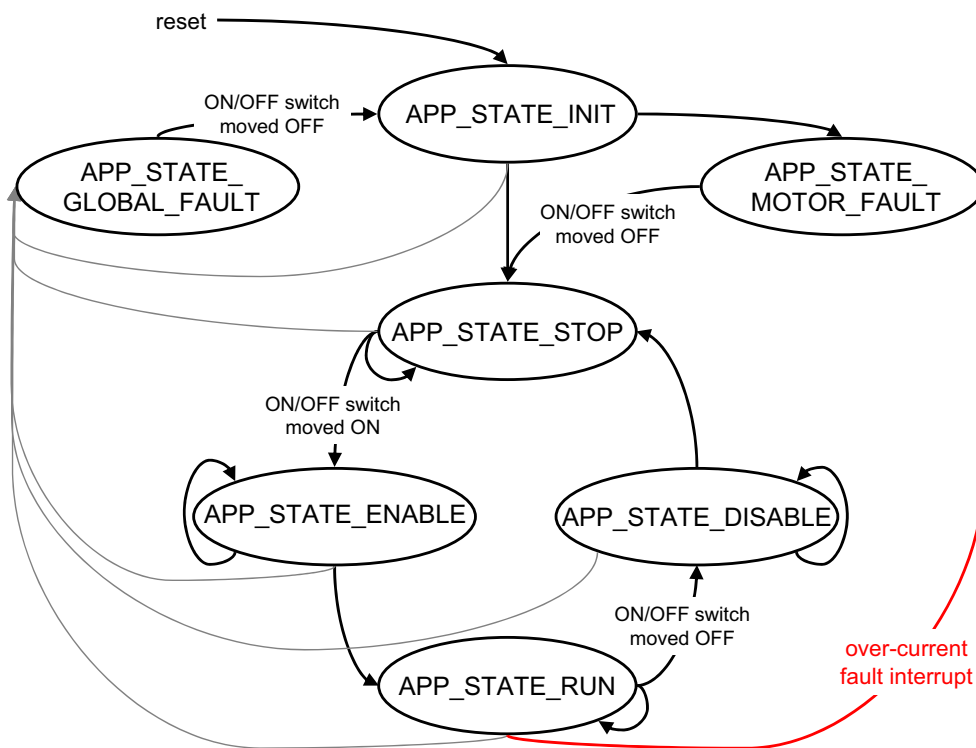 reset
ON/OFF switch
moved OFF
APP_STATE_INIT
APP_STATE_
GLOBAL_FAULT
APP_STATE_
MOTOR_FAULT
ON/OFF switch
moved OFF
APP_STATE_STOP
ON/OFF switch
moved ON
APP_STATE_ENABLE
APP_STATE_DISABLE
ON/OFF switch
moved OFF
over-current
fault interrupt
APP_STATE_RUN